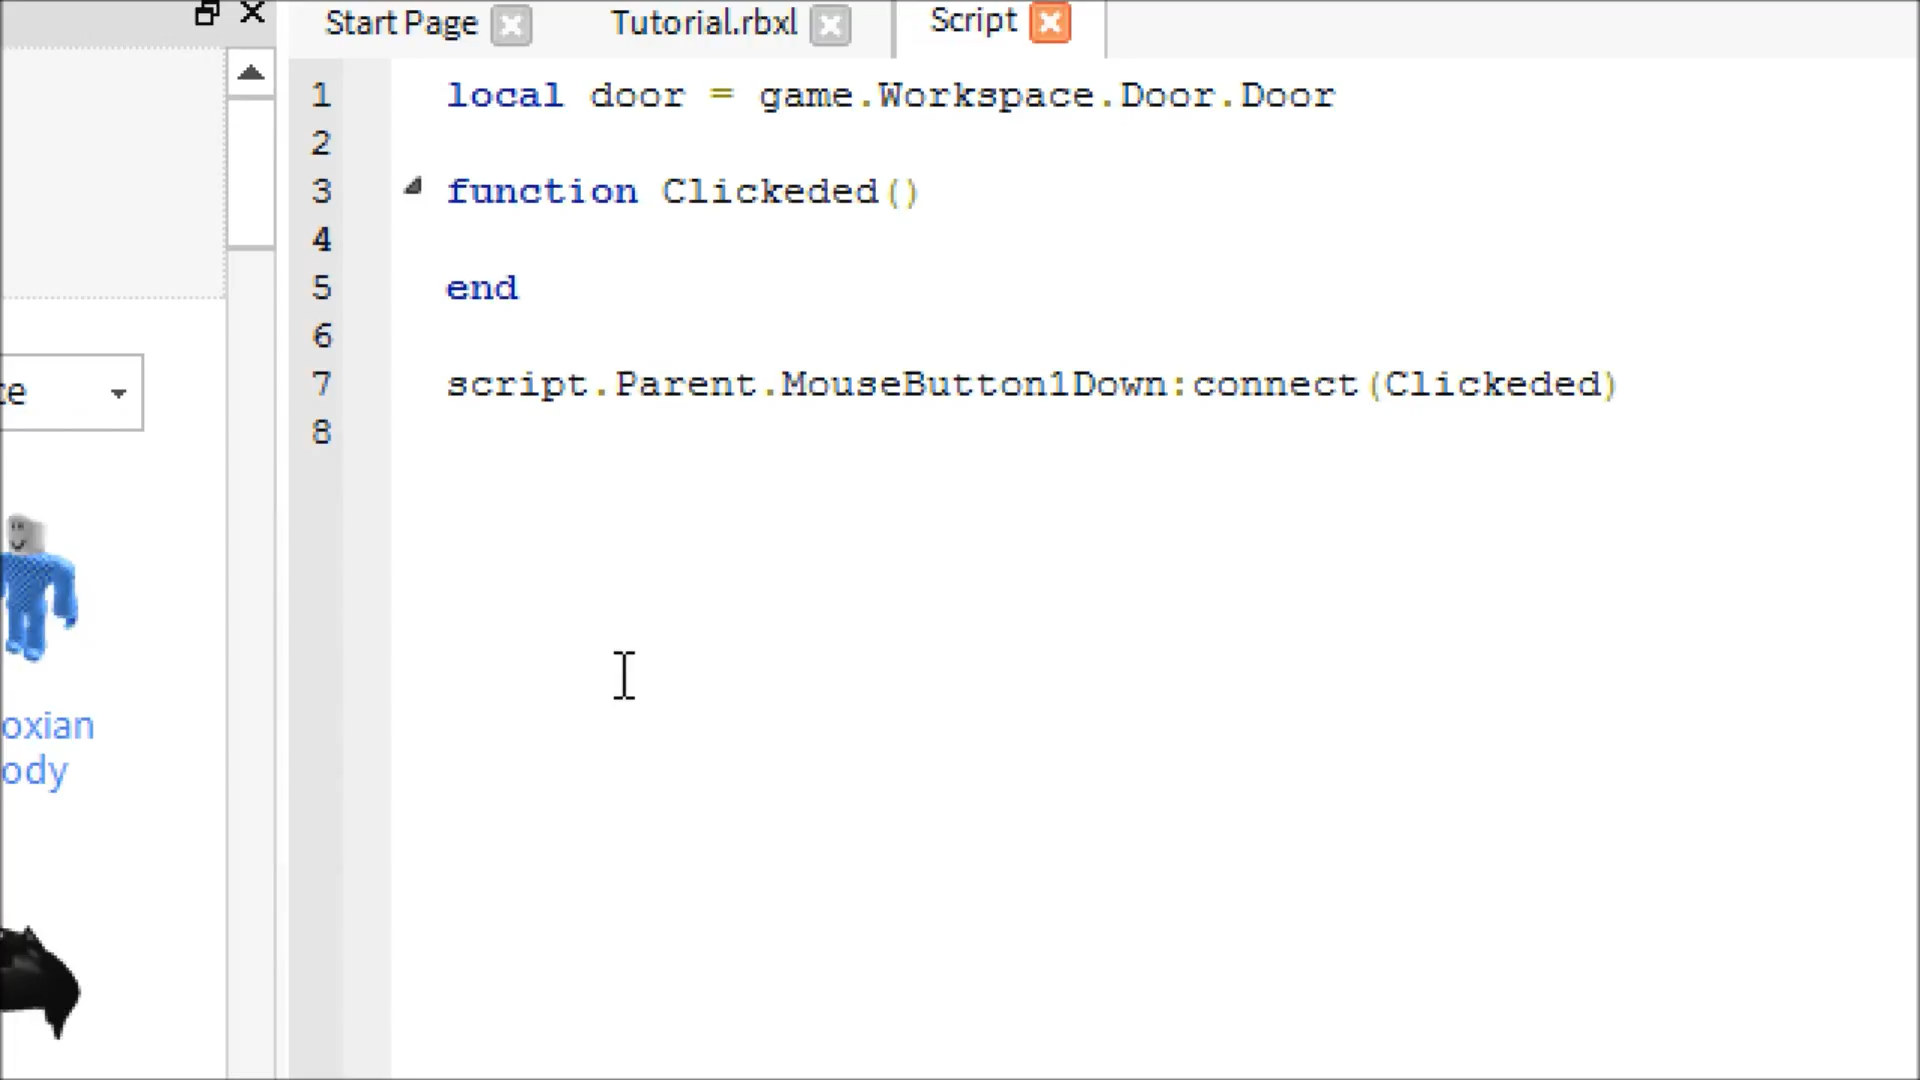 Start Page
Tutorial.rbxl
Script
1 local door = game.Workspace.Door.Door
2
3 function Clickeded()
4
5 end
6
7 script.Parent.MouseButton1Down:connect(Clickeded)
8
te
oxian
ody